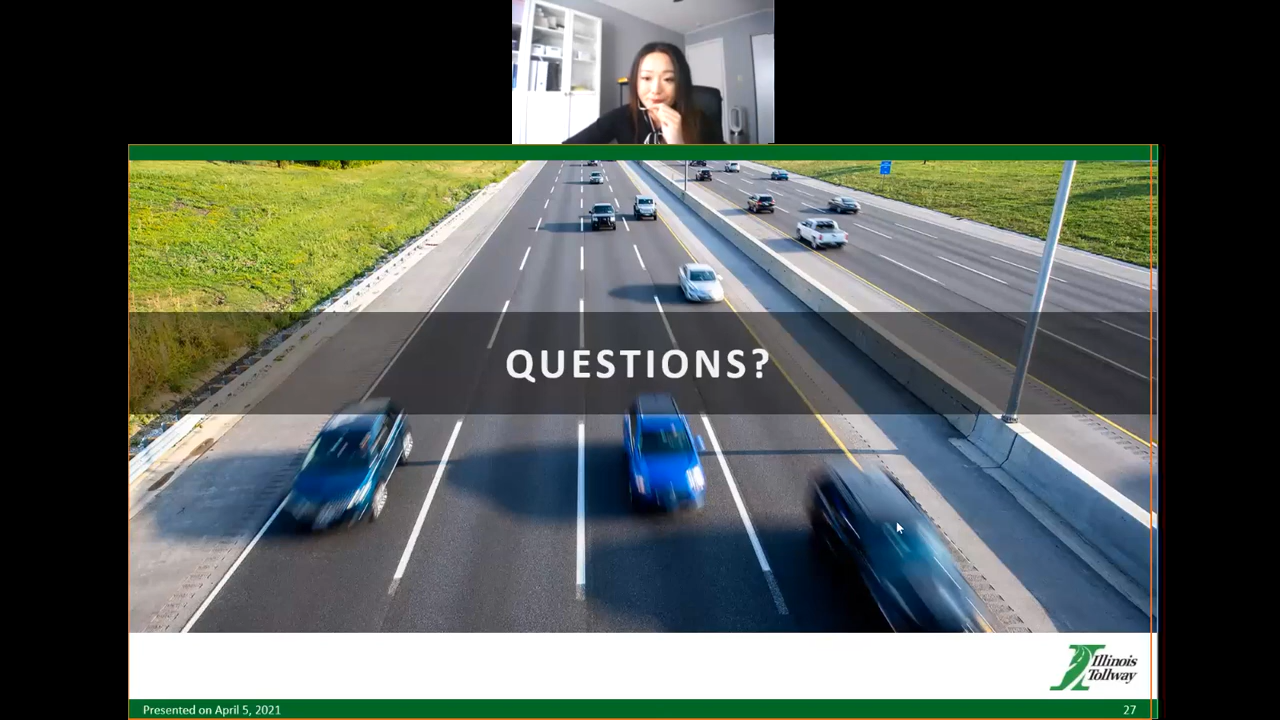 QUESTIONS?
Illinois
Tollway
Presented on April 5, 2021
27